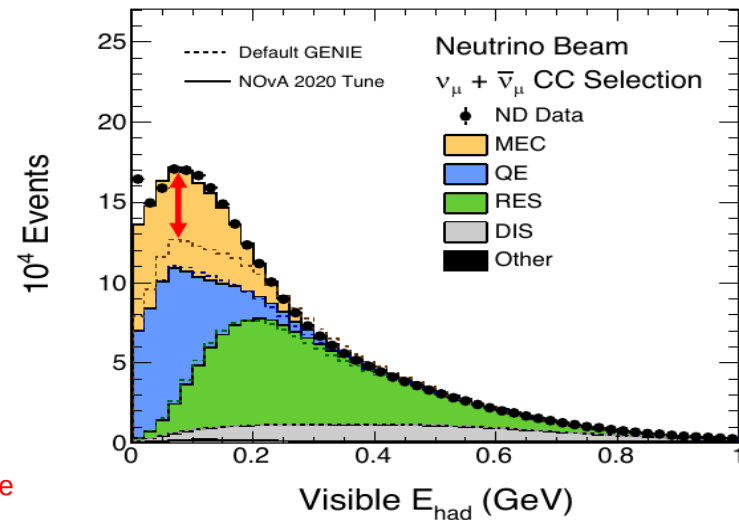 Default GENIE
NOvA 2020 Tune
Neutrino Beam
νμ + ν̄μ CC Selection
ND Data
MEC
QE
RES
DIS
Other
25
20
15
10
5
0
10⁴ Events
0 0.2 0.4 0.6 0.8 1
Visible E_had (GeV)
e